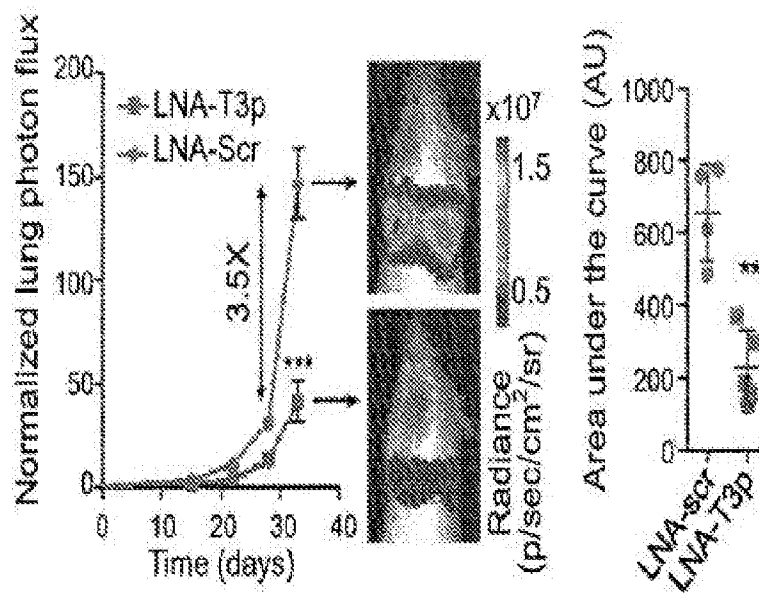 Normalized lung photon flux
200
150
100
50
0
LNA-T3p
LNA-Scr
3.5X
***
0
10
20
30
40
Time (days)
x10⁷
1.5
0.5
Radiance
(p/sec/cm²/sr)
Area under the curve (AU)
1000
800
600
400
200
0
**
LNA-scr
LNA-T3p